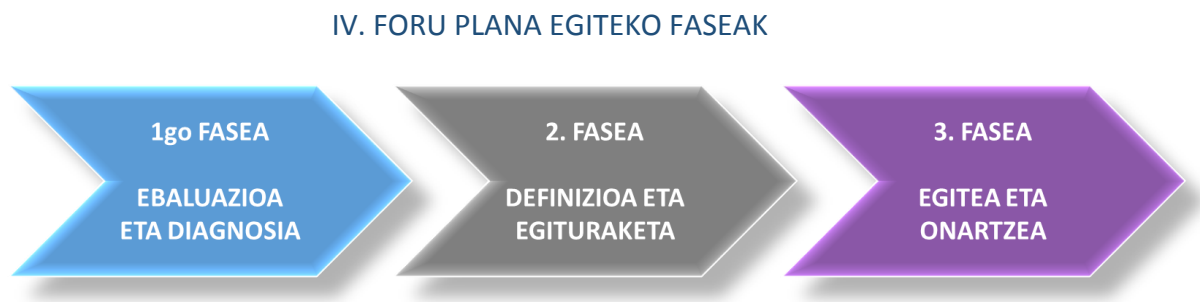 IV. FORU PLANA EGITEKO FASEAK
1go FASEA
EBALUAZIOA
ETA DIAGNOSIA
2. FASEA
DEFINIZIOA ETA
EGITURAKETA
3. FASEA
EGITEA ETA
ONARTZEA